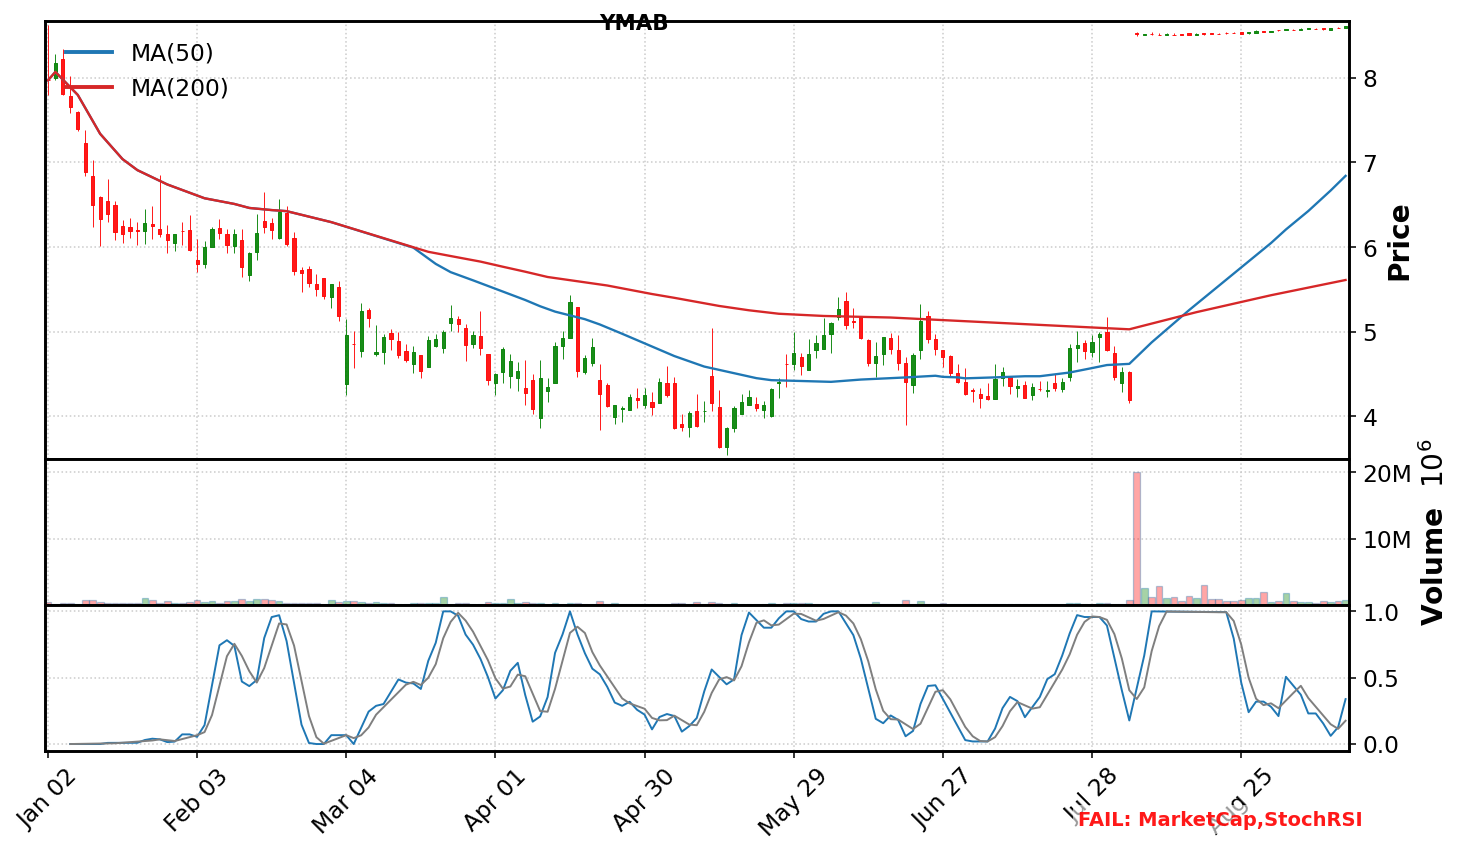 YMAB
MA(50)
MA(200)
8
7
6
5
4
Price
20M
10M
Volume 10^6
1.0
0.5
0.0
Jan 02
Feb 03
Mar 04
Apr 01
Apr 30
May 29
Jun 27
Jul 28
Aug 25
FAIL: MarketCap,StochRSI